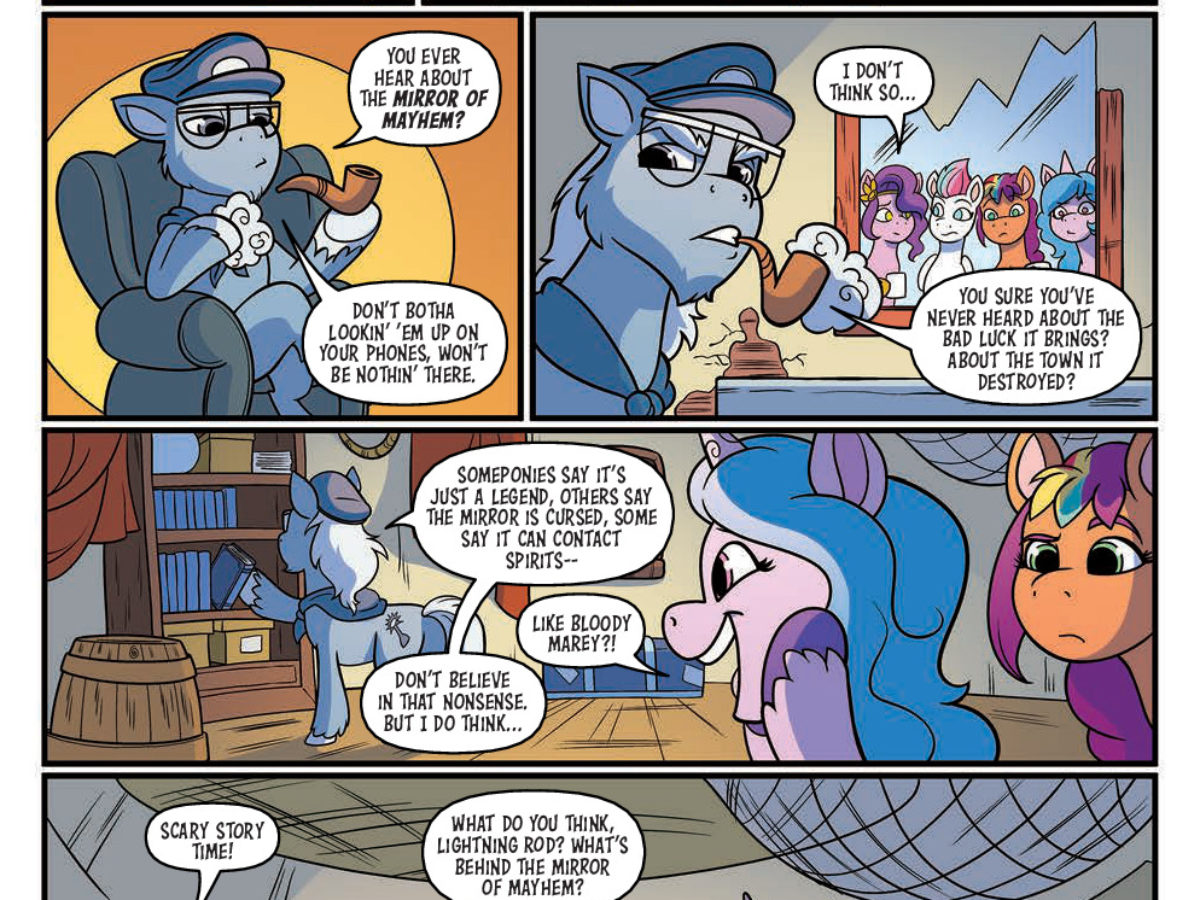 YOU EVER
HEAR ABOUT
THE MIRROR OF
MAYHEM?
DON'T BOTHA
LOOKIN' 'EM UP ON
YOUR PHONES, WON'T
BE NOTHIN' THERE.
I DON'T
THINK SO...
YOU SURE YOU'VE
NEVER HEARD ABOUT THE
BAD LUCK IT BRINGS?
ABOUT THE TOWN IT
DESTROYED?
SOMEPONIES SAY IT'S
JUST A LEGEND, OTHERS SAY
THE MIRROR IS CURSED, SOME
SAY IT CAN CONTACT
SPIRITS--
LIKE BLOODY
MAREY?!
DON'T BELIEVE
IN THAT NONSENSE.
BUT I DO THINK...
SCARY STORY
TIME!
WHAT DO YOU THINK,
LIGHTNING ROD? WHAT'S
BEHIND THE MIRROR
OF MAYHEM?